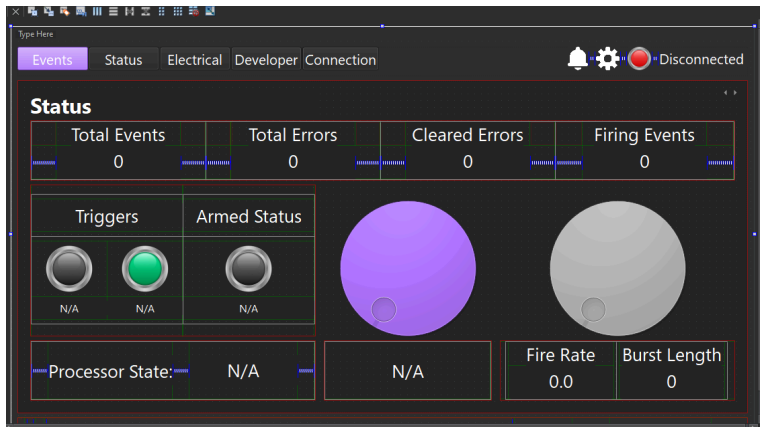 Type Here
Events Status Electrical Developer Connection Disconnected
Status
Total Events Total Errors Cleared Errors Firing Events
0 0 0 0
Triggers Armed Status
N/A N/A N/A
Processor State: N/A N/A
Fire Rate Burst Length
0.0 0